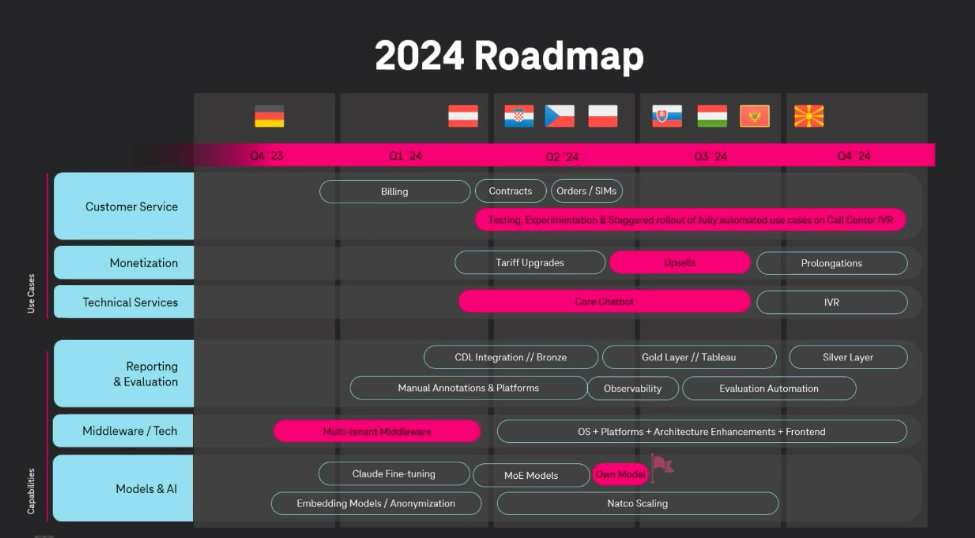 2024 Roadmap
Q4 ´23
Q1 ´24
Q2 ´24
Q3 ´24
Q4 ´24
Use Cases
Customer Service
Billing
Contracts
Orders / SIMs
Testing, Experimentation & Staggered rollout of fully automated use cases on Call Center IVR
Monetization
Tariff Upgrades
Upsells
Prolongations
Technical Services
Core Chatbot
IVR
Capabilities
Reporting
& Evaluation
CDL Integration // Bronze
Gold Layer // Tableau
Silver Layer
Manual Annotations & Platforms
Observability
Evaluation Automation
Middleware / Tech
Multi-tenant Middleware
OS + Platforms + Architecture Enhancements + Frontend
Models & AI
Claude Fine-tuning
MoE Models
Own Model
Embedding Models / Anonymization
Natco Scaling